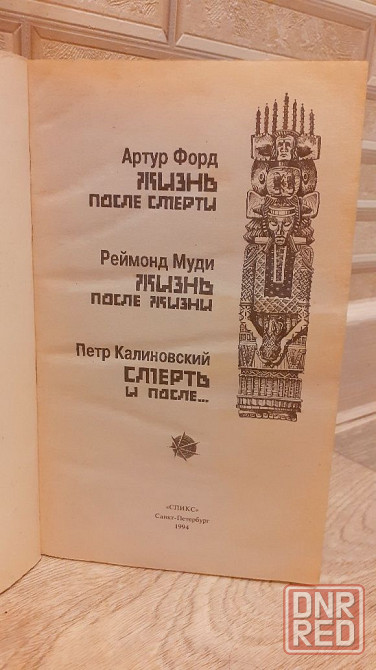 Артур Форд
ЖИЗНЬ
ПОСЛЕ СМЕРТИ
Реймонд Муди
ЖИЗНЬ
ПОСЛЕ ЖИЗНИ
Петр Калиновский
СМЕРТЬ
И ПОСЛЕ...
«СПИКС»
Санкт-Петербург
1994
DNR
RED